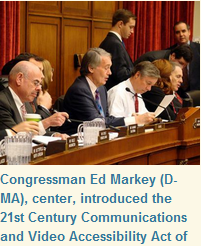 Congressman Ed Markey (D-
MA), center, introduced the
21st Century Communications
and Video Accessibility Act of